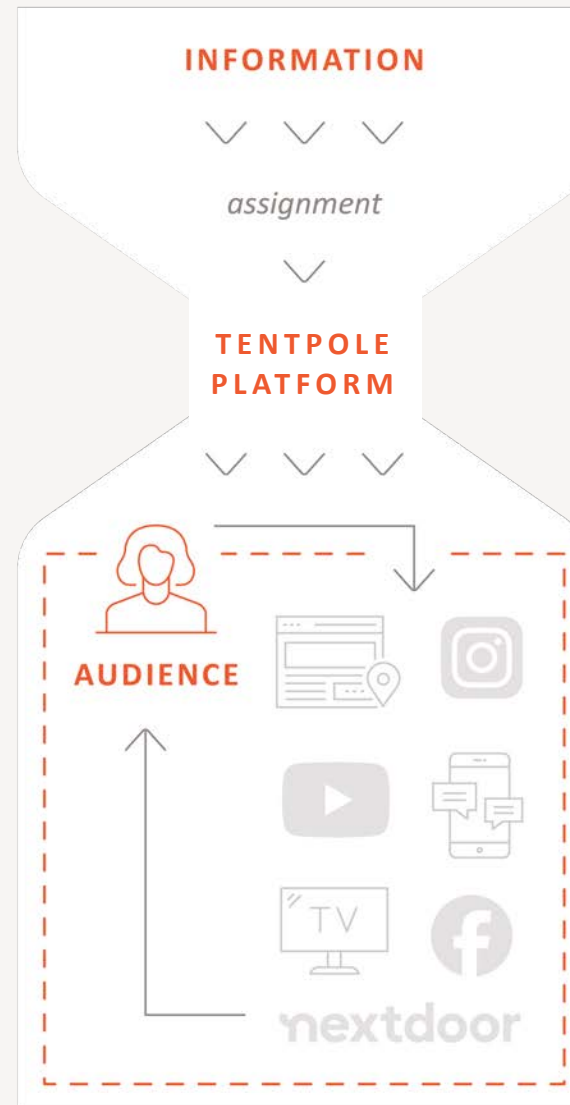 INFORMATION
assignment
TENTPOLE
PLATFORM
AUDIENCE
TV
nextdoor